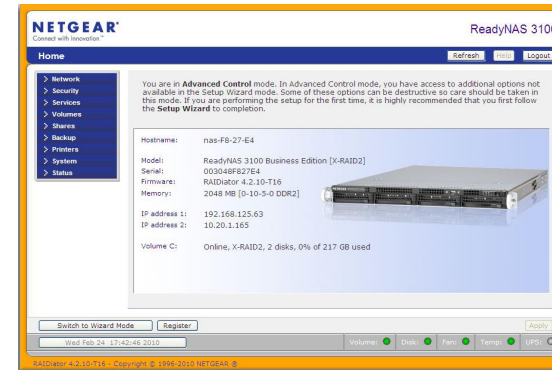 NETGEAR®
Connect with Innovation™
ReadyNAS 310
Home
Refresh Help Logout
> Network
> Security
> Services
> Volumes
> Shares
> Backup
> Printers
> System
> Status
You are in Advanced Control mode. In Advanced Control mode, you have access to additional options not
available in the Setup Wizard mode. Some of these options can be destructive so care should be taken in
this mode. If you are performing the setup for the first time, it is highly recommended that you first follow
the Setup Wizard to completion.
Hostname: nas-F8-27-E4
Model: ReadyNAS 3100 Business Edition [X-RAID2]
Serial: 003048F827E4
Firmware: RAIDiator 4.2.10-T16
Memory: 2048 MB [0-10-5-0 DDR2]
IP address 1: 192.168.125.63
IP address 2: 10.20.1.165
Volume C: Online, X-RAID2, 2 disks, 0% of 217 GB used
Switch to Wizard Mode Register Apply
Wed Feb 24 17:42:46 2010 Volume: Disk: Fan: Temp: UPS:
RAIDiator 4.2.10-T16 - Copyright © 1996-2010 NETGEAR ®